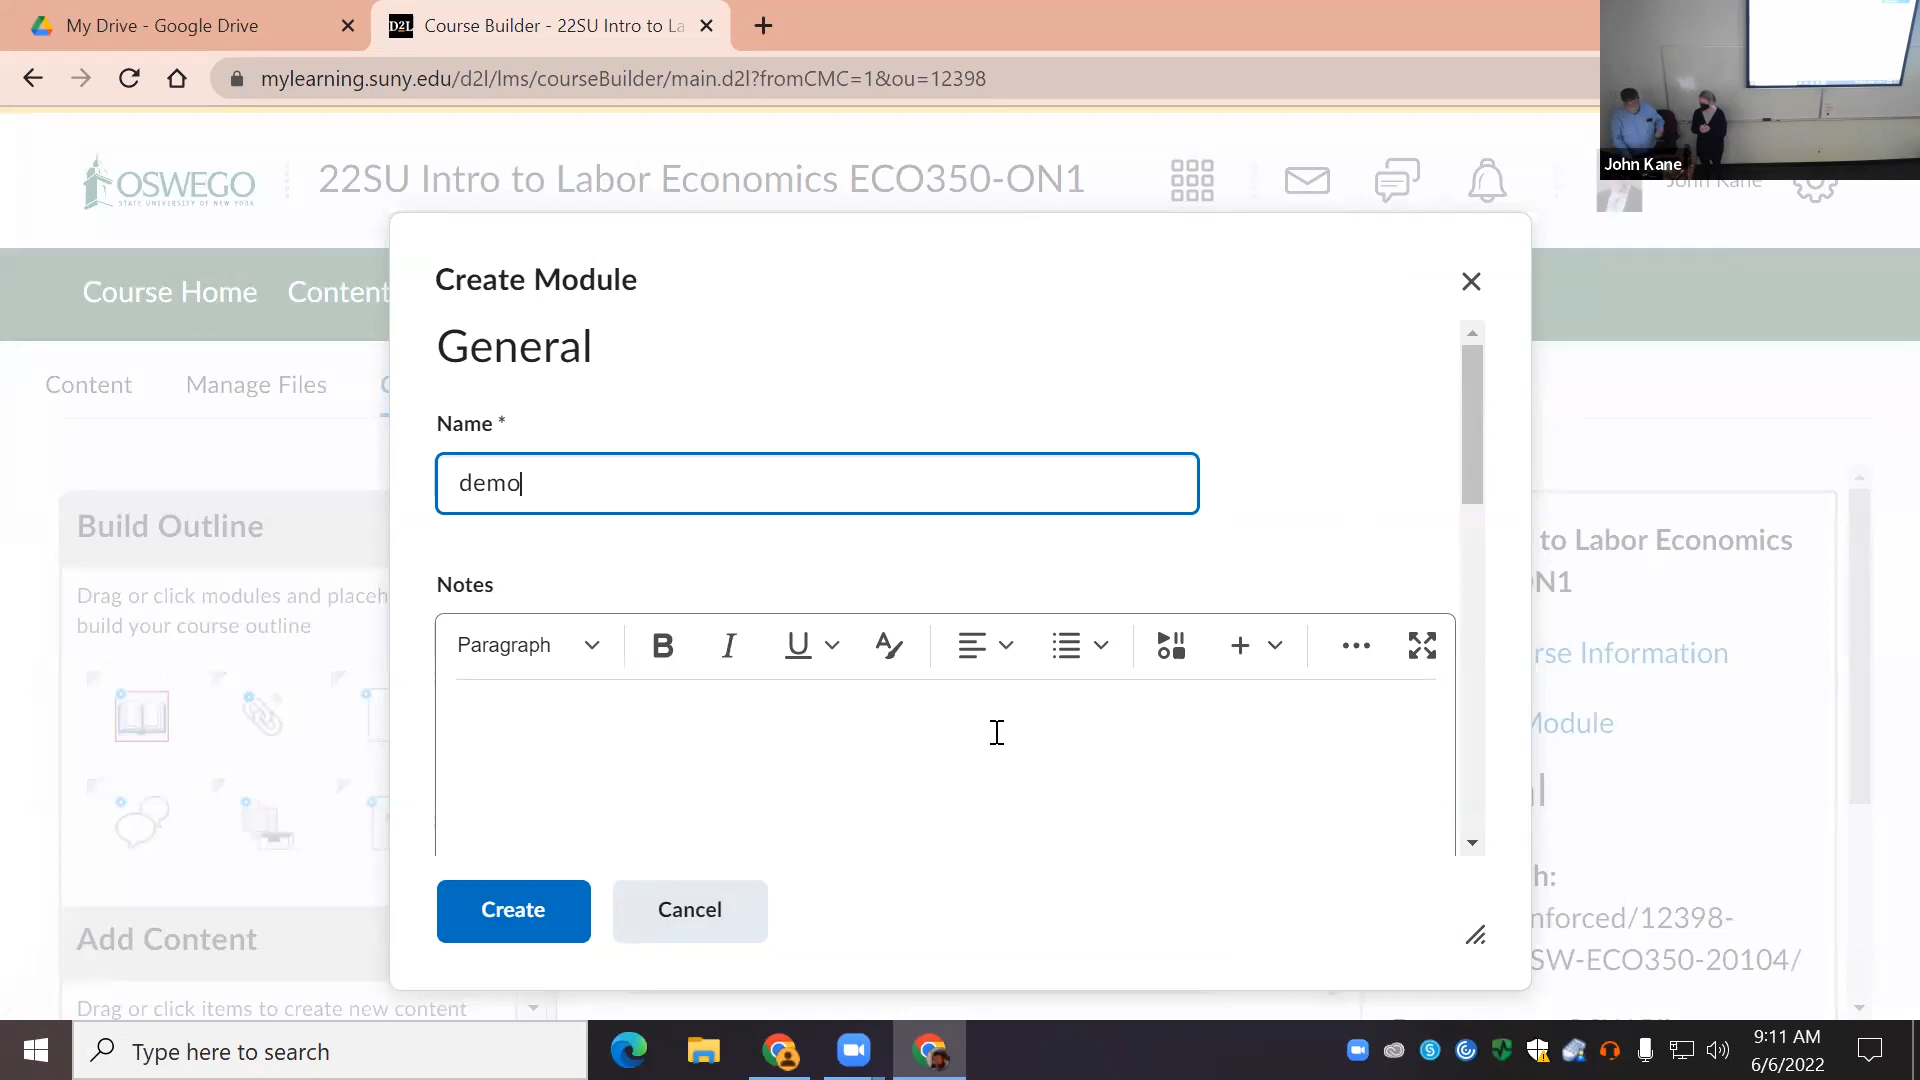 My Drive - Google Drive
D2L Course Builder - 22SU Intro to La
mylearning.suny.edu/d2l/lms/courseBuilder/main.d2l?fromCMC=1&ou=12398
John Kane
OSWEGO
STATE UNIVERSITY OF NEW YORK
22SU Intro to Labor Economics ECO350-ON1
John Kane
Course Home
Content
Content
Manage Files
Create Module
General
Name *
demo
Notes
Paragraph
Create
Cancel
Build Outline
Drag or click modules and placeh
build your course outline
Add Content
Drag or click items to create new content
to Labor Economics
N1
rse Information
Module
l
h:
nforced/12398-
SW-ECO350-20104/
Type here to search
9:11 AM
6/6/2022